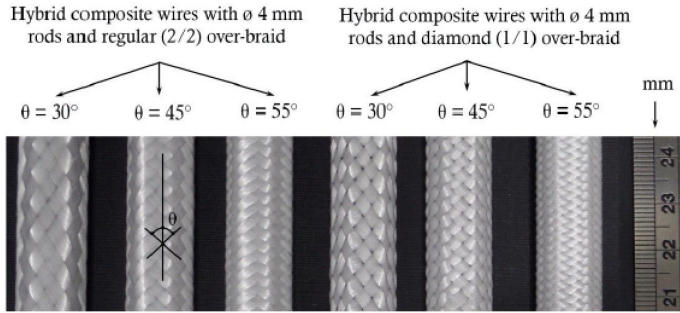 Hybrid composite wires with ø 4 mm
rods and regular (2/2) over-braid
Hybrid composite wires with ø 4 mm
rods and diamond (1/1) over-braid
θ = 30°
θ = 45°
θ = 55°
θ = 30°
θ = 45°
θ = 55°
mm
θ
24
23
22
21